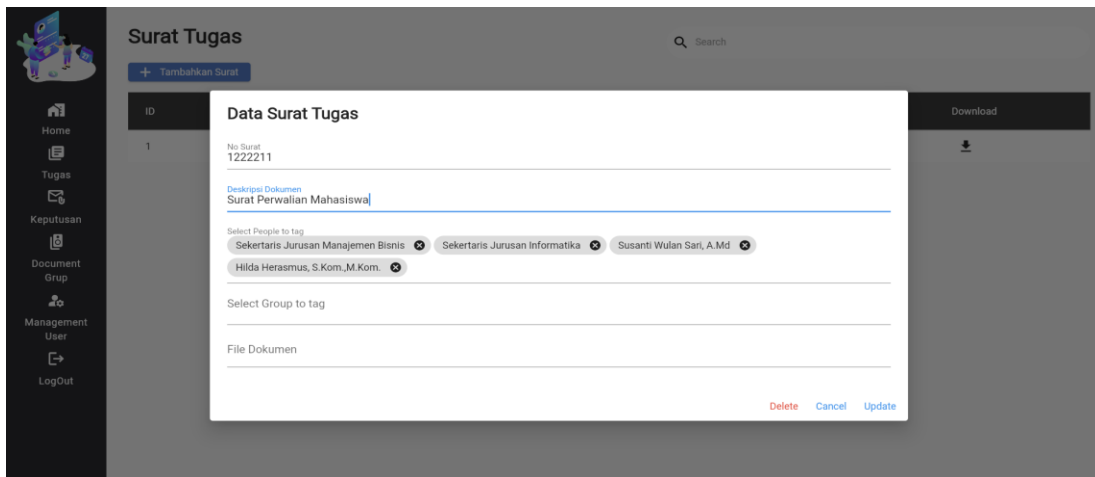 Surat Tugas
Search
Tambahkan Surat
ID
Download
1
Home
Tugas
Keputusan
Document
Grup
Management
User
LogOut
Data Surat Tugas
No Surat
1222211
Deskripsi Dokumen
Surat Perwalian Mahasiswa
Select People to tag
Sekertaris Jurusan Manajemen Bisnis Sekertaris Jurusan Informatika Susanti Wulan Sari, A.Md
Hilda Herasmus, S.Kom.,M.Kom.
Select Group to tag
File Dokumen
Delete Cancel Update